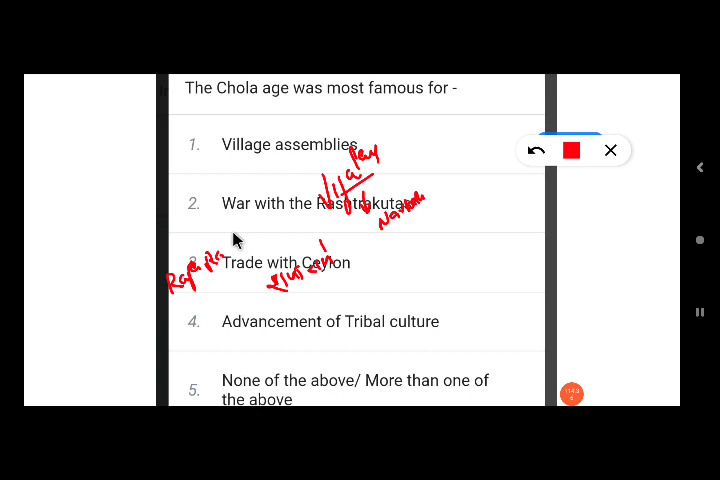 The Chola age was most famous for -
1. Village assemblies
2. War with the Rashtrakutas
3. Trade with Ceylon
4. Advancement of Tribal culture
5. None of the above/ More than one of
the above